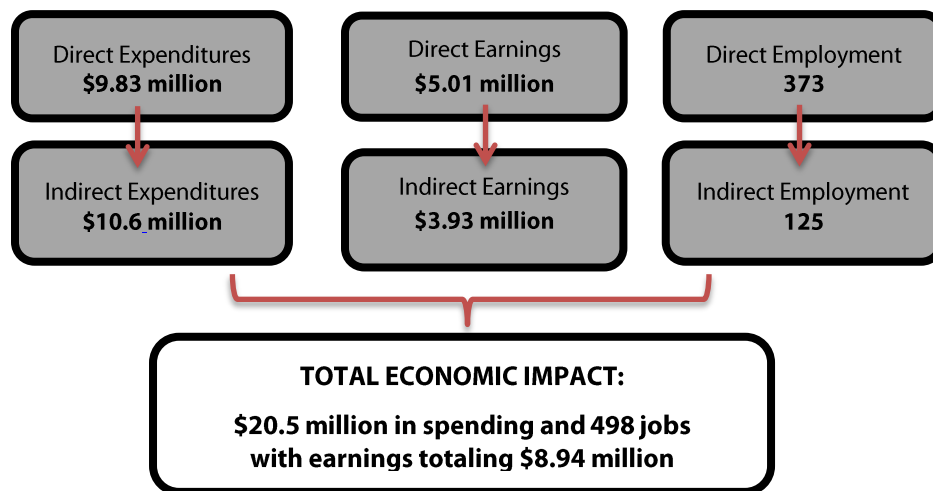 Direct Expenditures
$9.83 million
Direct Earnings
$5.01 million
Direct Employment
373
Indirect Expenditures
$10.6 million
Indirect Earnings
$3.93 million
Indirect Employment
125
TOTAL ECONOMIC IMPACT:
$20.5 million in spending and 498 jobs
with earnings totaling $8.94 million